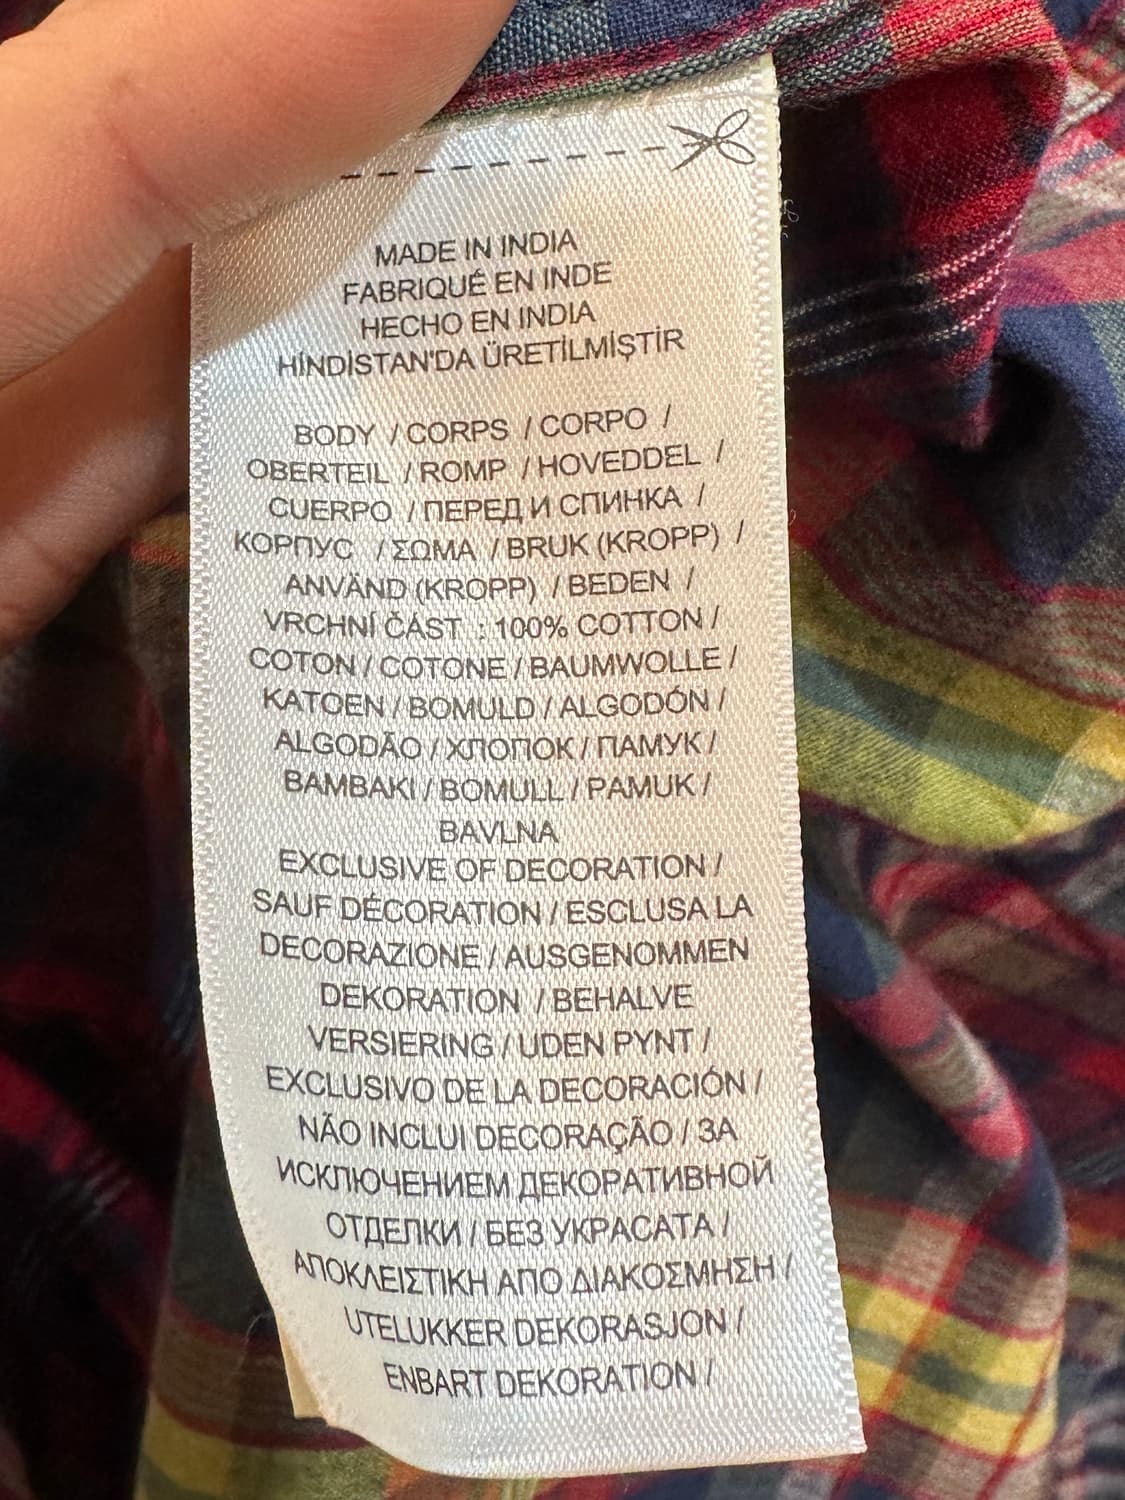 MADE IN INDIA
FABRIQUÉ EN INDE
HECHO EN INDIA
HİNDİSTAN'DA ÜRETİLMİŞTİR
BODY / CORPS / CORPO /
OBERTEIL / ROMP / HOVEDDEL /
CUERPO / ПЕРЕД И СПИНКА /
КОРПУС / ΣΩΜΑ / BRUK (KROPP) /
ANVÄND (KROPP) / BEDEN /
VRCHNÍ ČÁST : 100% COTTON /
COTON / COTONE / BAUMWOLLE /
KATOEN / BOMULD / ALGODÓN /
ALGODÃO / ХЛОПОК / ПАМУК /
ΒΑΜΒΑΚΙ / BOMULL / PAMUK /
BAVLNA
EXCLUSIVE OF DECORATION /
SAUF DÉCORATION / ESCLUSA LA
DECORAZIONE / AUSGENOMMEN
DEKORATION / BEHALVE
VERSIERING / UDEN PYNT /
EXCLUSIVO DE LA DECORACIÓN /
NÃO INCLUI DECORAÇÃO / ЗА
ИСКЛЮЧЕНИЕМ ДЕКОРАТИВНОЙ
ОТДЕЛКИ / БЕЗ УКРАСАТА /
ΑΠΟΚΛΕΙΣΤΙΚΗ ΑΠΟ ΔΙΑΚΟΣΜΗΣΗ /
UTELUKKER DEKORASJON /
ENBART DEKORATION /